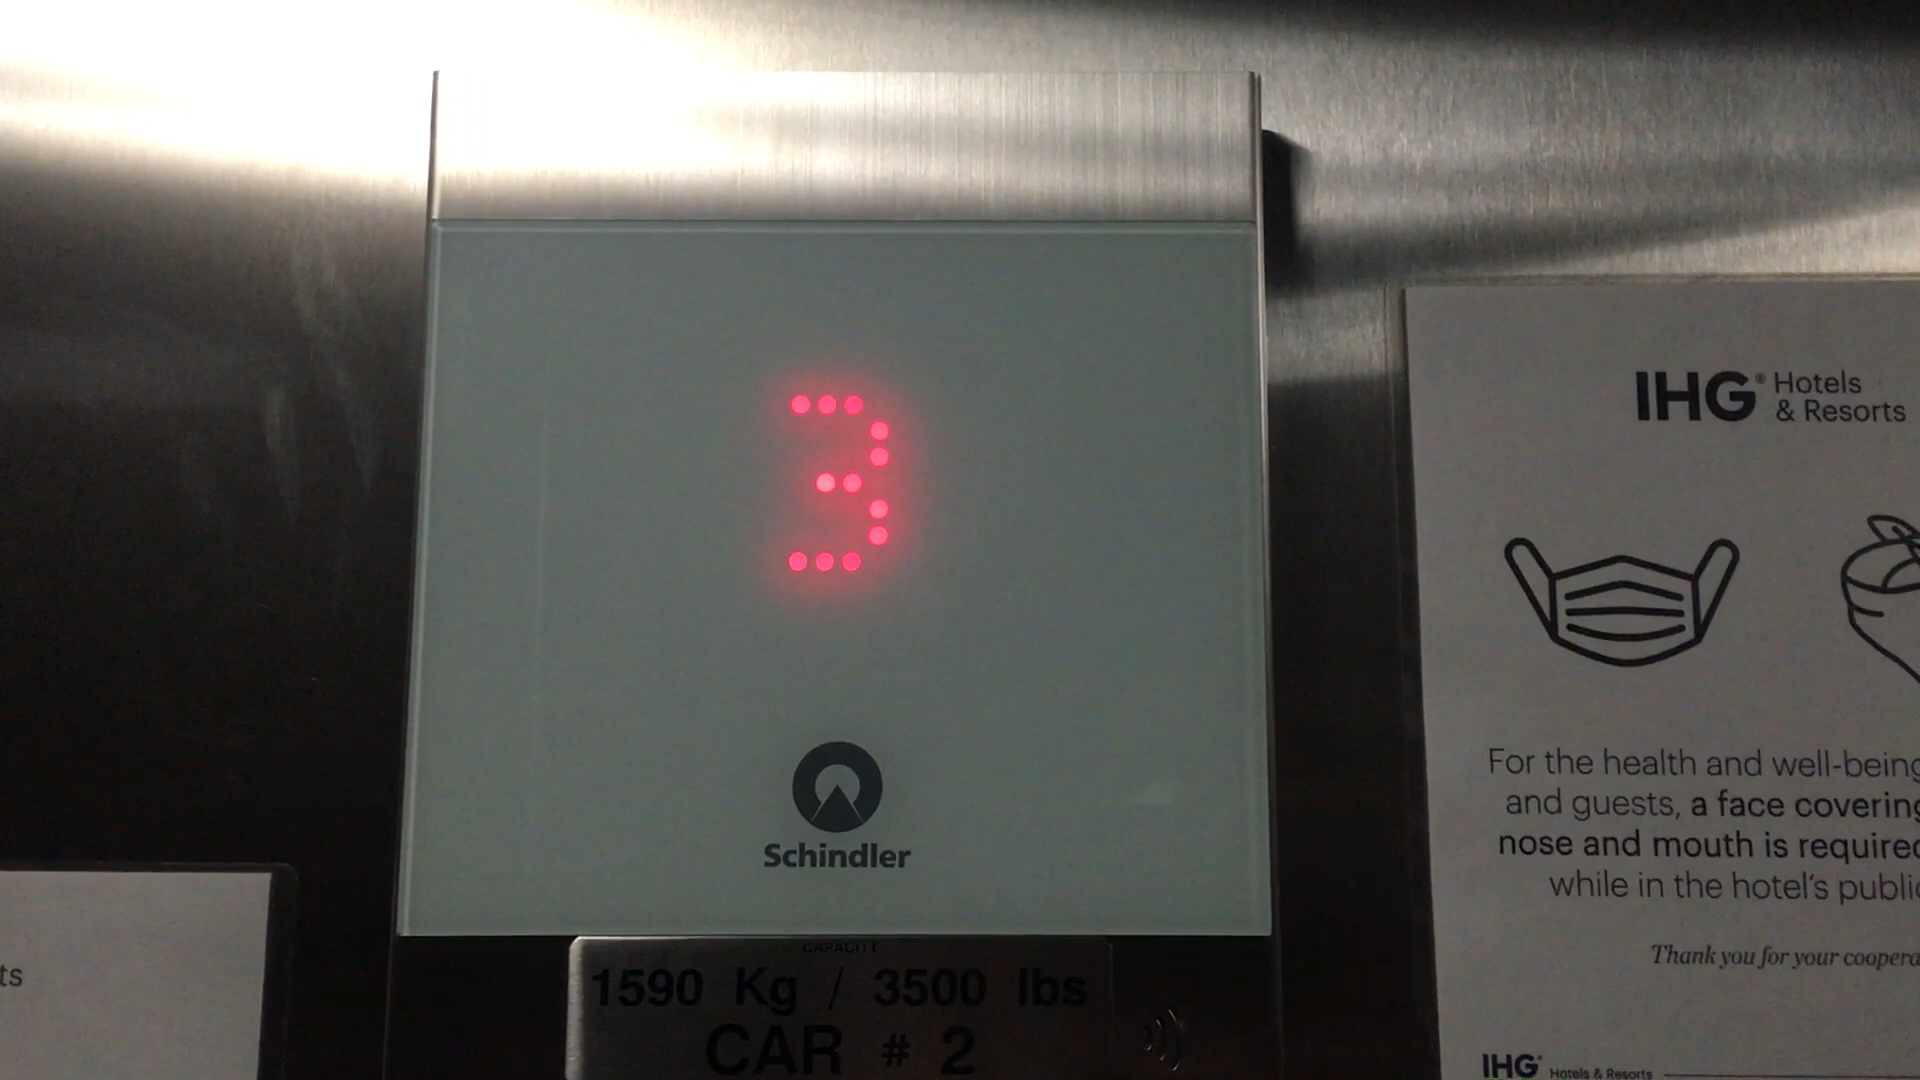 3
Schindler
CAPACITY
1590 Kg / 3500 lbs
CAR # 2
ts
IHG® Hotels
& Resorts
For the health and well-being
and guests, a face covering
nose and mouth is required
while in the hotel's public
Thank you for your coopera
IHG® Hotels & Resorts